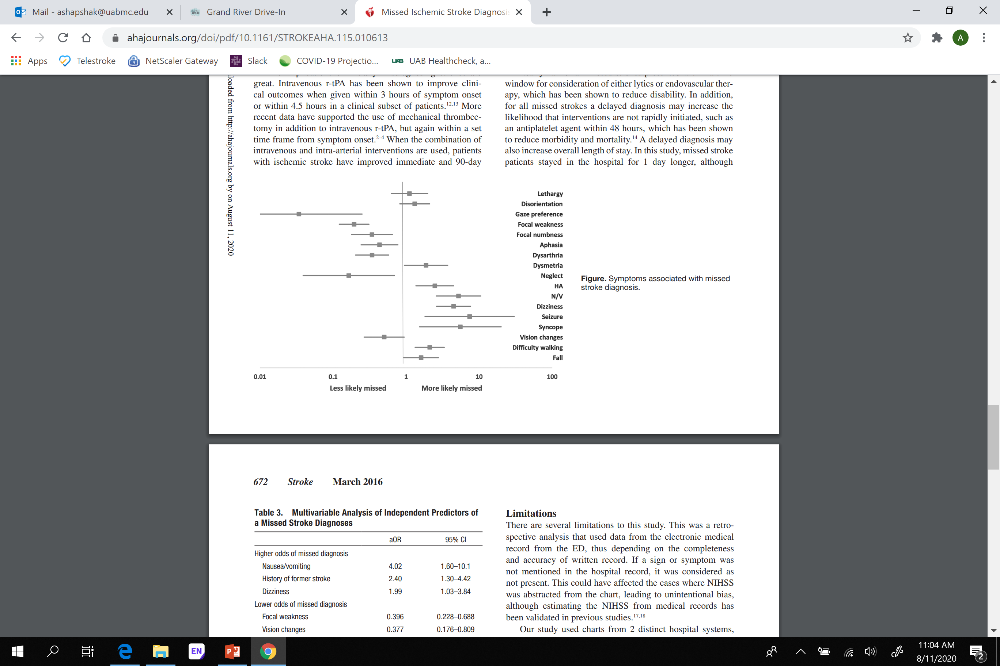 Mail - ashapshak@uabmc.edu
Grand River Drive-In
Missed Ischemic Stroke Diagnosis
ahajournals.org/doi/pdf/10.1161/STROKEAHA.115.010613
A
Apps
Telestroke
NetScaler Gateway
Slack
COVID-19 Projectio...
UAB Healthcheck, a...
loaded from http://ahajournals.org by on August 11, 2020
great. Intravenous r-tPA has been shown to improve clini-
cal outcomes when given within 3 hours of symptom onset
or within 4.5 hours in a clinical subset of patients.12,13 More
recent data have supported the use of mechanical thrombec-
tomy in addition to intravenous r-tPA, but again within a set
time frame from symptom onset.2–4 When the combination of
intravenous and intra-arterial interventions are used, patients
with ischemic stroke have improved immediate and 90-day
window for consideration of either lytics or endovascular ther-
apy, which has been shown to reduce disability. In addition,
for all missed strokes a delayed diagnosis may increase the
likelihood that interventions are not rapidly initiated, such as
an antiplatelet agent within 48 hours, which has been shown
to reduce morbidity and mortality.14 A delayed diagnosis may
also increase overall length of stay. In this study, missed stroke
patients stayed in the hospital for 1 day longer, although
Lethargy
Disorientation
Gaze preference
Focal weakness
Focal numbness
Aphasia
Dysarthria
Dysmetria
Neglect
HA
N/V
Dizziness
Seizure
Syncope
Vision changes
Difficulty walking
Fall
0.01 0.1 1 10 100
Less likely missed More likely missed
Figure. Symptoms associated with missed
stroke diagnosis.
672 Stroke March 2016
Table 3. Multivariable Analysis of Independent Predictors of
a Missed Stroke Diagnoses
aOR 95% CI
Higher odds of missed diagnosis
Nausea/vomiting 4.02 1.60–10.1
History of former stroke 2.40 1.30–4.42
Dizziness 1.99 1.03–3.84
Lower odds of missed diagnosis
Focal weakness 0.396 0.228–0.688
Vision changes 0.377 0.176–0.809
Limitations
There are several limitations to this study. This was a retro-
spective analysis that used data from the electronic medical
record from the ED, thus depending on the completeness
and accuracy of written record. If a sign or symptom was
not mentioned in the hospital record, it was considered as
not present. This could have affected the cases where NIHSS
was abstracted from the chart, leading to unintentional bias,
although estimating the NIHSS from medical records has
been validated in previous studies.17,18
Our study used charts from 2 distinct hospital systems,
EN
11:04 AM
8/11/2020
2